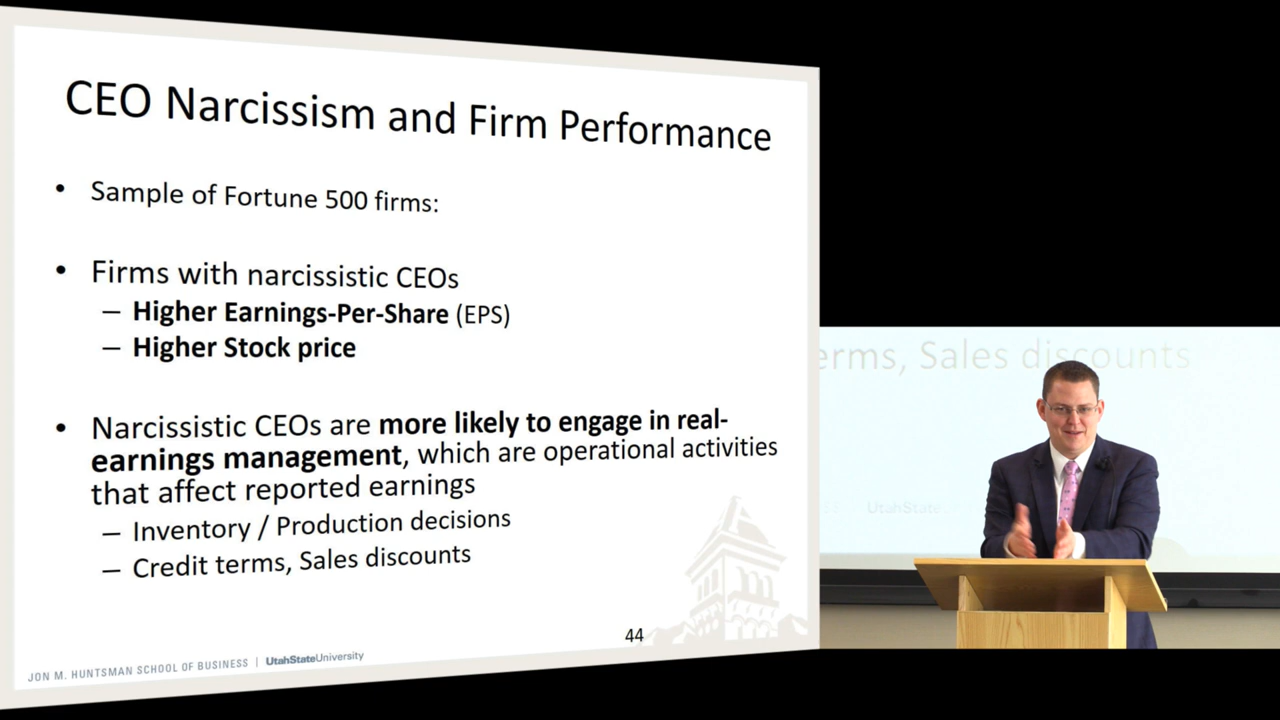 CEO Narcissism and Firm Performance
• Sample of Fortune 500 firms:
• Firms with narcissistic CEOs
– Higher Earnings-Per-Share (EPS)
– Higher Stock price
• Narcissistic CEOs are more likely to engage in real-
earnings management, which are operational activities
that affect reported earnings
– Inventory / Production decisions
– Credit terms, Sales discounts
44
JON M. HUNTSMAN SCHOOL OF BUSINESS | UtahStateUniversity
terms, Sales discounts
UtahState